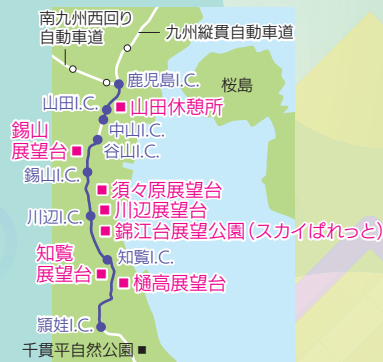 南九州西回り
自動車道
九州縦貫自動車道
鹿児島I.C.
桜島
山田I.C.
山田休憩所
中山I.C.
錫山
展望台
谷山I.C.
錫山I.C.
須々原展望台
川辺展望台
川辺I.C.
錦江台展望公園(スカイぱれっと)
知覧I.C.
知覧
展望台
樋高展望台
頴娃I.C.
千貫平自然公園